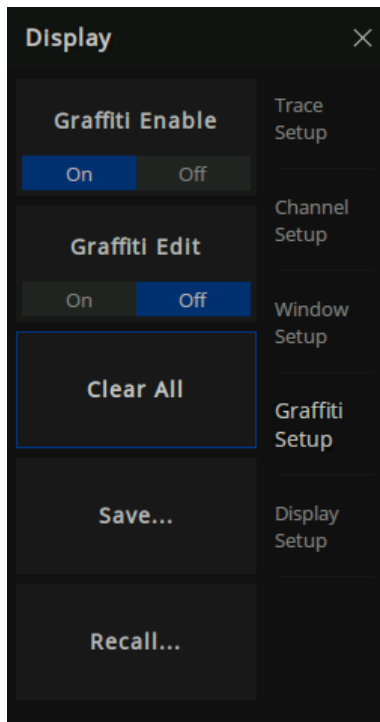 Display
Graffiti Enable
On Off
Graffiti Edit
On Off
Clear All
Save...
Recall...
Trace
Setup
Channel
Setup
Window
Setup
Graffiti
Setup
Display
Setup